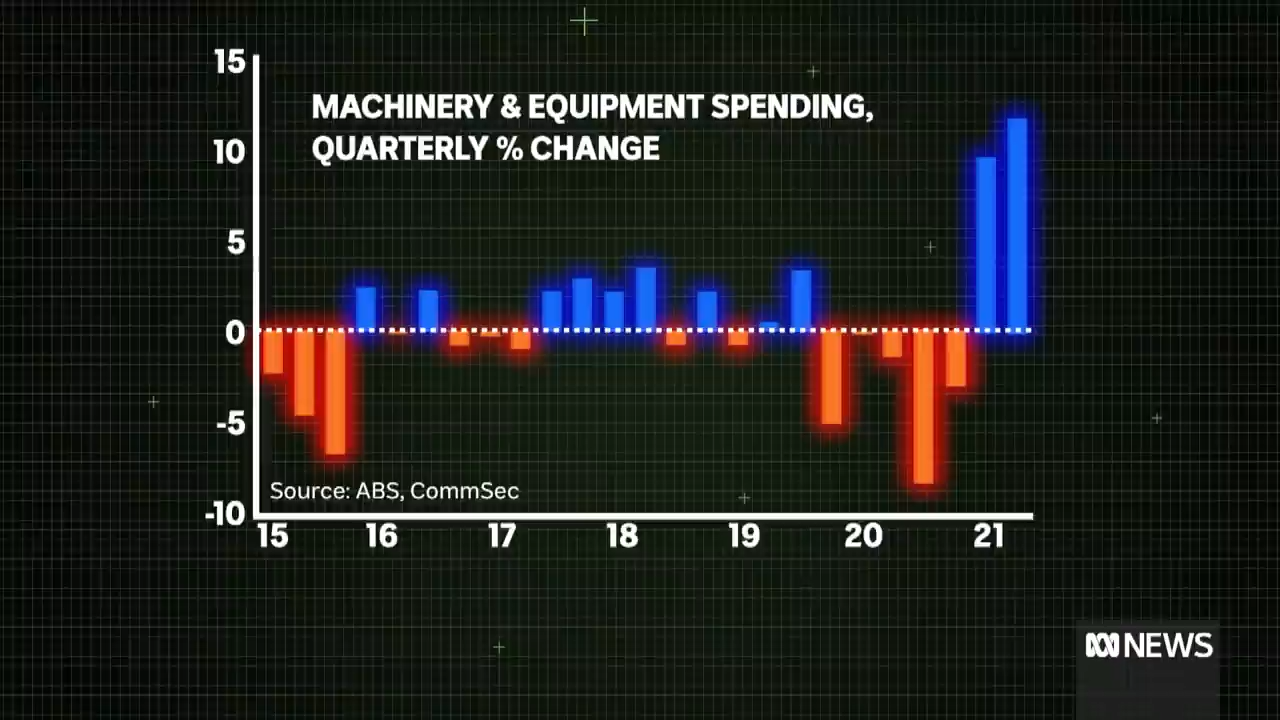 MACHINERY & EQUIPMENT SPENDING,
QUARTERLY % CHANGE
15
10
5
0
-5
-10
Source: ABS, CommSec
15 16 17 18 19 20 21
NEWS